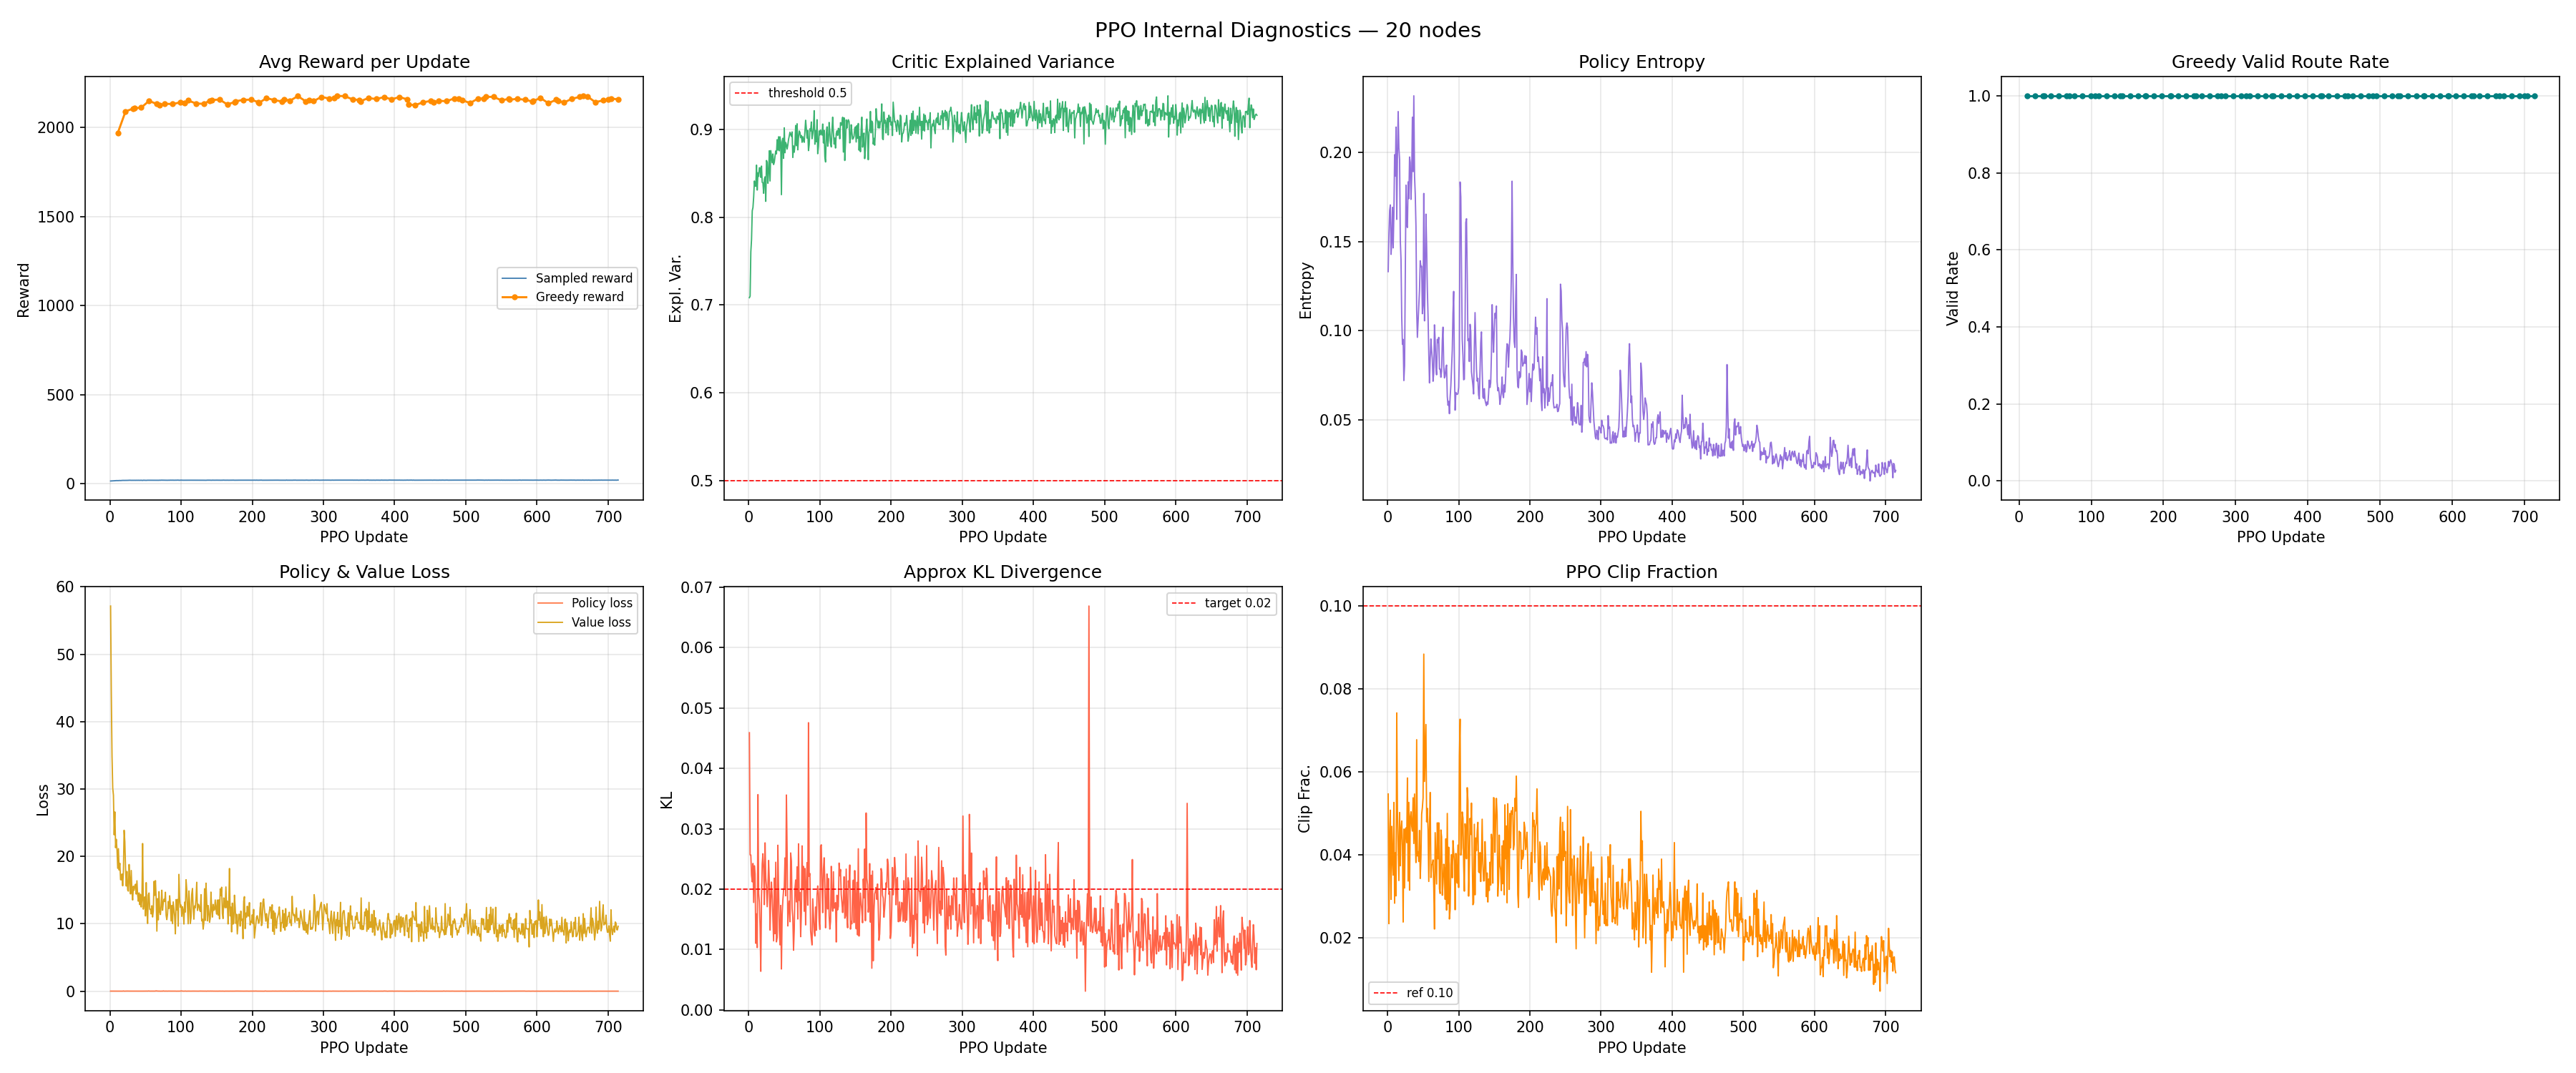 PPO Internal Diagnostics — 20 nodes
Avg Reward per Update
Reward
2000
1500
1000
500
0
Sampled reward
Greedy reward
0 100 200 300 400 500 600 700
PPO Update
Critic Explained Variance
Expl. Var.
0.9
0.8
0.7
0.6
0.5
threshold 0.5
0 100 200 300 400 500 600 700
PPO Update
Policy Entropy
Entropy
0.20
0.15
0.10
0.05
0 100 200 300 400 500 600 700
PPO Update
Greedy Valid Route Rate
Valid Rate
1.0
0.8
0.6
0.4
0.2
0.0
0 100 200 300 400 500 600 700
PPO Update
Policy & Value Loss
Loss
60
50
40
30
20
10
0
Policy loss
Value loss
0 100 200 300 400 500 600 700
PPO Update
Approx KL Divergence
KL
0.07
0.06
0.05
0.04
0.03
0.02
0.01
0.00
target 0.02
0 100 200 300 400 500 600 700
PPO Update
PPO Clip Fraction
Clip Frac.
0.10
0.08
0.06
0.04
0.02
ref 0.10
0 100 200 300 400 500 600 700
PPO Update